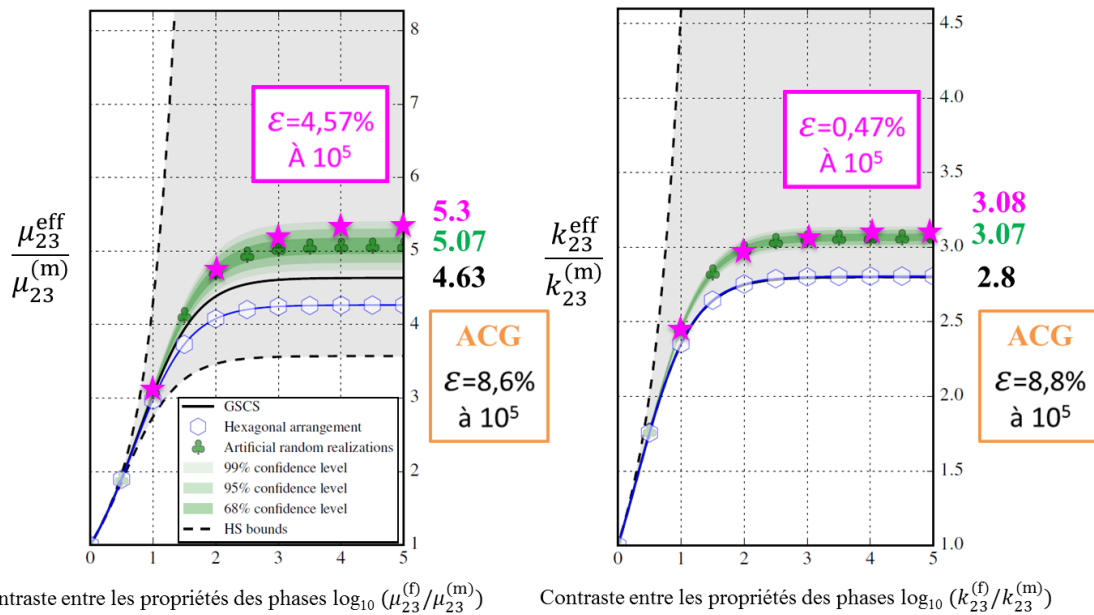 8
7
6
5
4
3
2
1
0
1
2
3
4
5
μ₂₃^eff
μ₂₃^(m)
ε=4,57%
À 10⁵
5.3
5.07
4.63
ACG
ε=8,6%
à 10⁵
GSCS
Hexagonal arrangement
Artificial random realizations
99% confidence level
95% confidence level
68% confidence level
HS bounds
ntraste entre les propriétés des phases log₁₀ (μ₂₃^(f)/μ₂₃^(m))
4.5
4.0
3.5
3.0
2.5
2.0
1.5
1.0
0
1
2
3
4
5
k₂₃^eff
k₂₃^(m)
ε=0,47%
À 10⁵
3.08
3.07
2.8
ACG
ε=8,8%
à 10⁵
Contraste entre les propriétés des phases log₁₀ (k₂₃^(f)/k₂₃^(m))